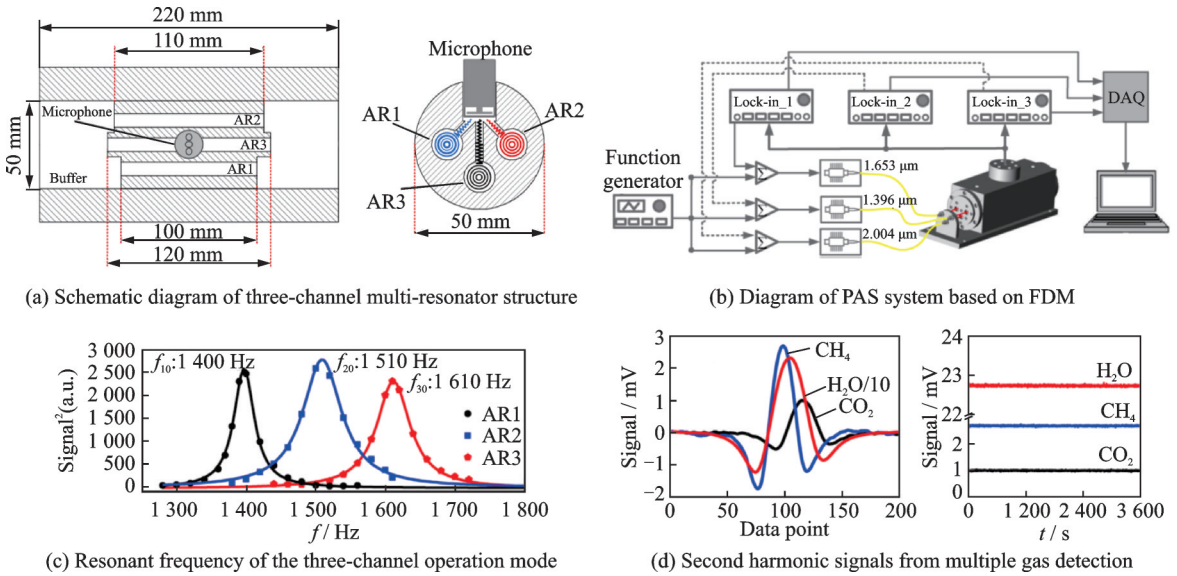 220 mm
110 mm
50 mm
Microphone
AR2
AR3
AR1
Buffer
100 mm
120 mm
Microphone
AR1
AR2
AR3
50 mm
(a) Schematic diagram of three-channel multi-resonator structure
Lock-in_1
Lock-in_2
Lock-in_3
DAQ
Function
generator
Σ
Σ
Σ
1.653 μm
1.396 μm
2.004 μm
(b) Diagram of PAS system based on FDM
Signal²(a.u.)
3 000
2 500
2 000
1 500
1 000
500
0
f₁₀:1 400 Hz
f₂₀:1 510 Hz
f₃₀:1 610 Hz
AR1
AR2
AR3
1 300
1 400
1 500
1 600
1 700
1 800
f / Hz
(c) Resonant frequency of the three-channel operation mode
Signal / mV
3
2
1
0
−1
−2
CH₄
H₂O/10
CO₂
0
100
200
Data point
Signal / mV
24
23
22
2
1
0
H₂O
CH₄
CO₂
0
1 200
2 400
3 600
t / s
(d) Second harmonic signals from multiple gas detection